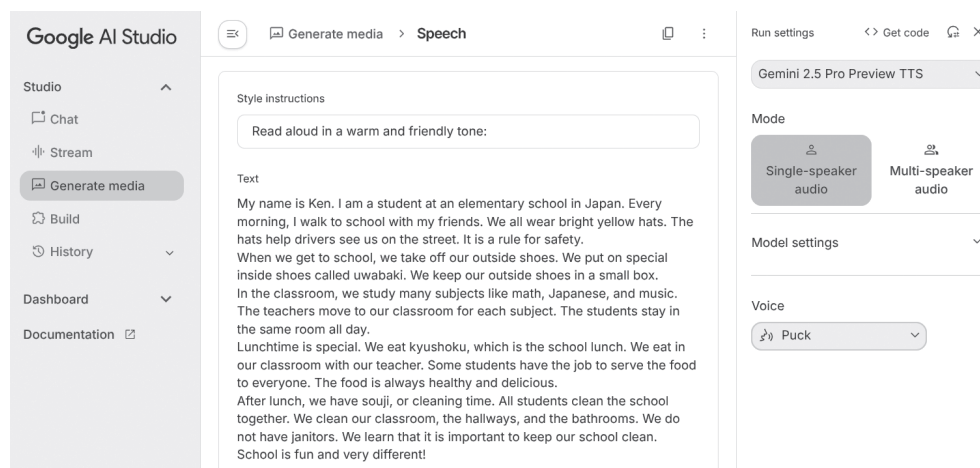 Google AI Studio
Studio
Chat
Stream
Generate media
Build
History
Dashboard
Documentation
Generate media > Speech
Style instructions
Read aloud in a warm and friendly tone:
Text
My name is Ken. I am a student at an elementary school in Japan. Every
morning, I walk to school with my friends. We all wear bright yellow hats. The
hats help drivers see us on the street. It is a rule for safety.
When we get to school, we take off our outside shoes. We put on special
inside shoes called uwabaki. We keep our outside shoes in a small box.
In the classroom, we study many subjects like math, Japanese, and music.
The teachers move to our classroom for each subject. The students stay in
the same room all day.
Lunchtime is special. We eat kyushoku, which is the school lunch. We eat in
our classroom with our teacher. Some students have the job to serve the food
to everyone. The food is always healthy and delicious.
After lunch, we have souji, or cleaning time. All students clean the school
together. We clean our classroom, the hallways, and the bathrooms. We do
not have janitors. We learn that it is important to keep our school clean.
School is fun and very different!
Run settings
<> Get code
Gemini 2.5 Pro Preview TTS
Mode
Single-speaker
audio
Multi-speaker
audio
Model settings
Voice
Puck